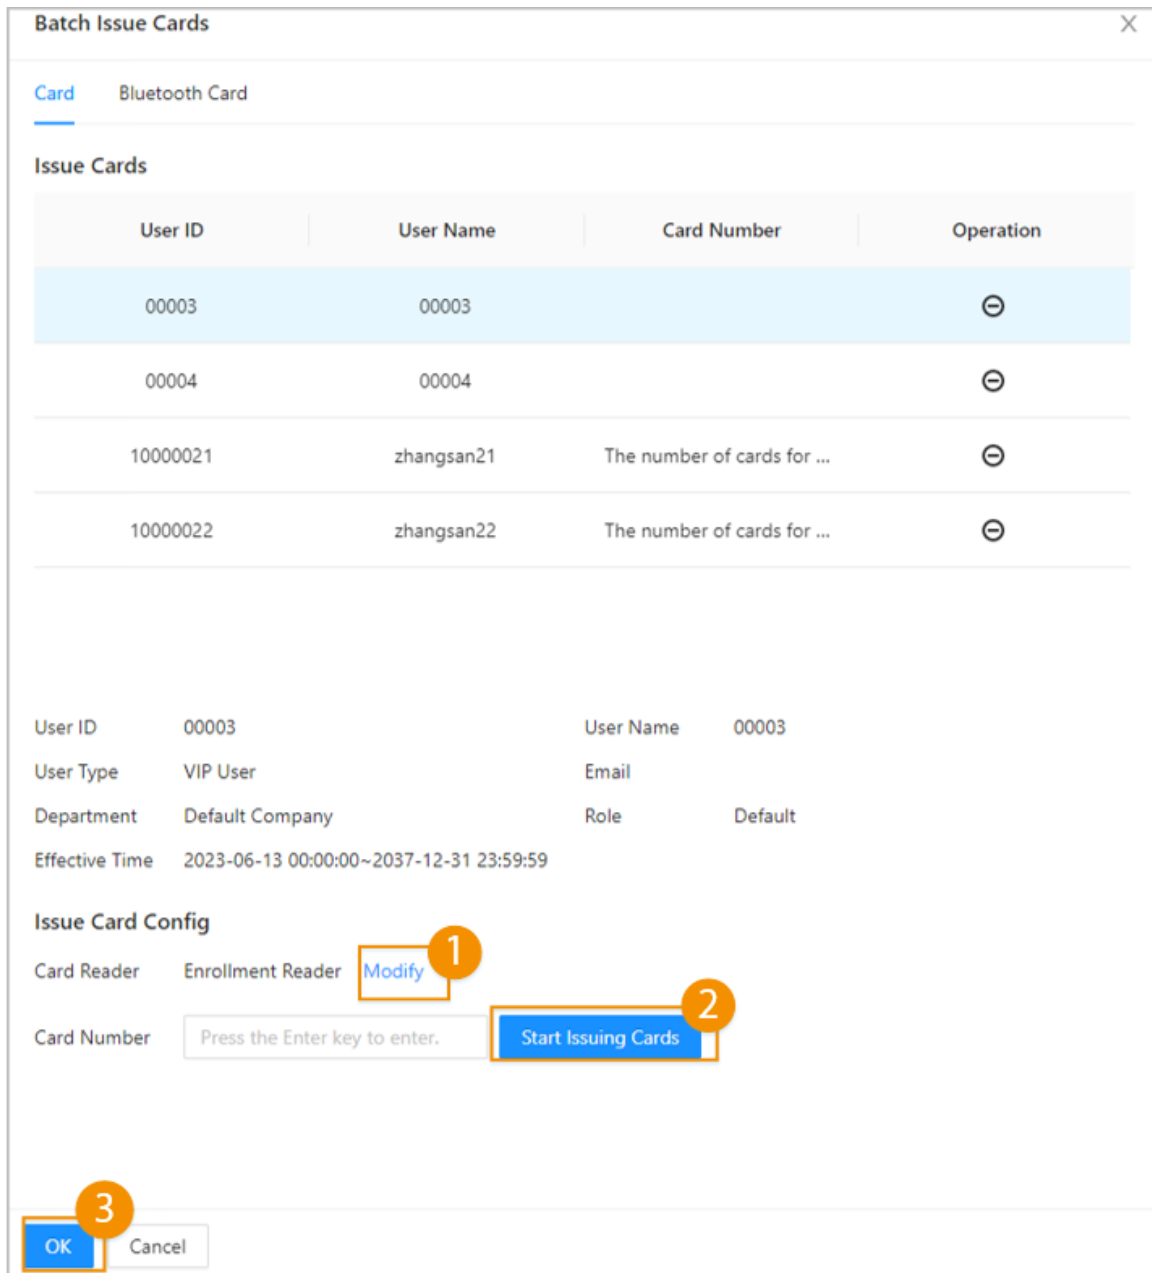 Batch Issue Cards X
Card Bluetooth Card
Issue Cards
User ID User Name Card Number Operation
00003 00003
00004 00004
10000021 zhangsan21 The number of cards for ...
10000022 zhangsan22 The number of cards for ...
User ID 00003 User Name 00003
User Type VIP User Email
Department Default Company Role Default
Effective Time 2023-06-13 00:00:00~2037-12-31 23:59:59
Issue Card Config
1
Card Reader Enrollment Reader Modify
2
Card Number Press the Enter key to enter. Start Issuing Cards
3
OK Cancel